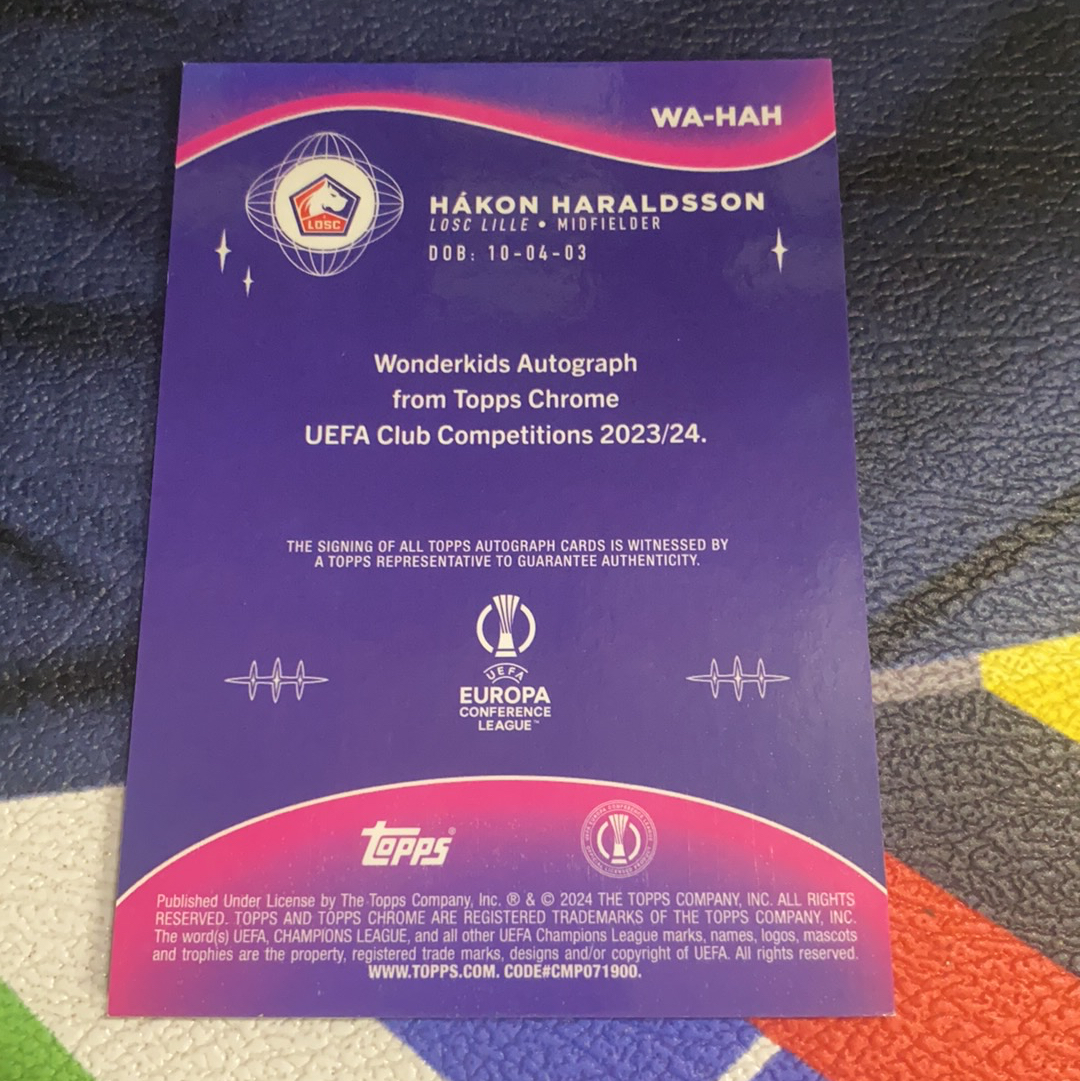 WA-HAH
LOSC
HÁKON HARALDSSON
LOSC LILLE • MIDFIELDER
DOB: 10-04-03
Wonderkids Autograph
from Topps Chrome
UEFA Club Competitions 2023/24.
THE SIGNING OF ALL TOPPS AUTOGRAPH CARDS IS WITNESSED BY
A TOPPS REPRESENTATIVE TO GUARANTEE AUTHENTICITY.
UEFA
EUROPA
CONFERENCE
LEAGUE™
topps®
Published Under License by The Topps Company, Inc. ® & © 2024 THE TOPPS COMPANY, INC. ALL RIGHTS
RESERVED. TOPPS AND TOPPS CHROME ARE REGISTERED TRADEMARKS OF THE TOPPS COMPANY, INC.
The word(s) UEFA, CHAMPIONS LEAGUE, and all other UEFA Champions League marks, names, logos, mascots
and trophies are the property, registered trade marks, designs and/or copyright of UEFA. All rights reserved.
WWW.TOPPS.COM. CODE#CMP071900.